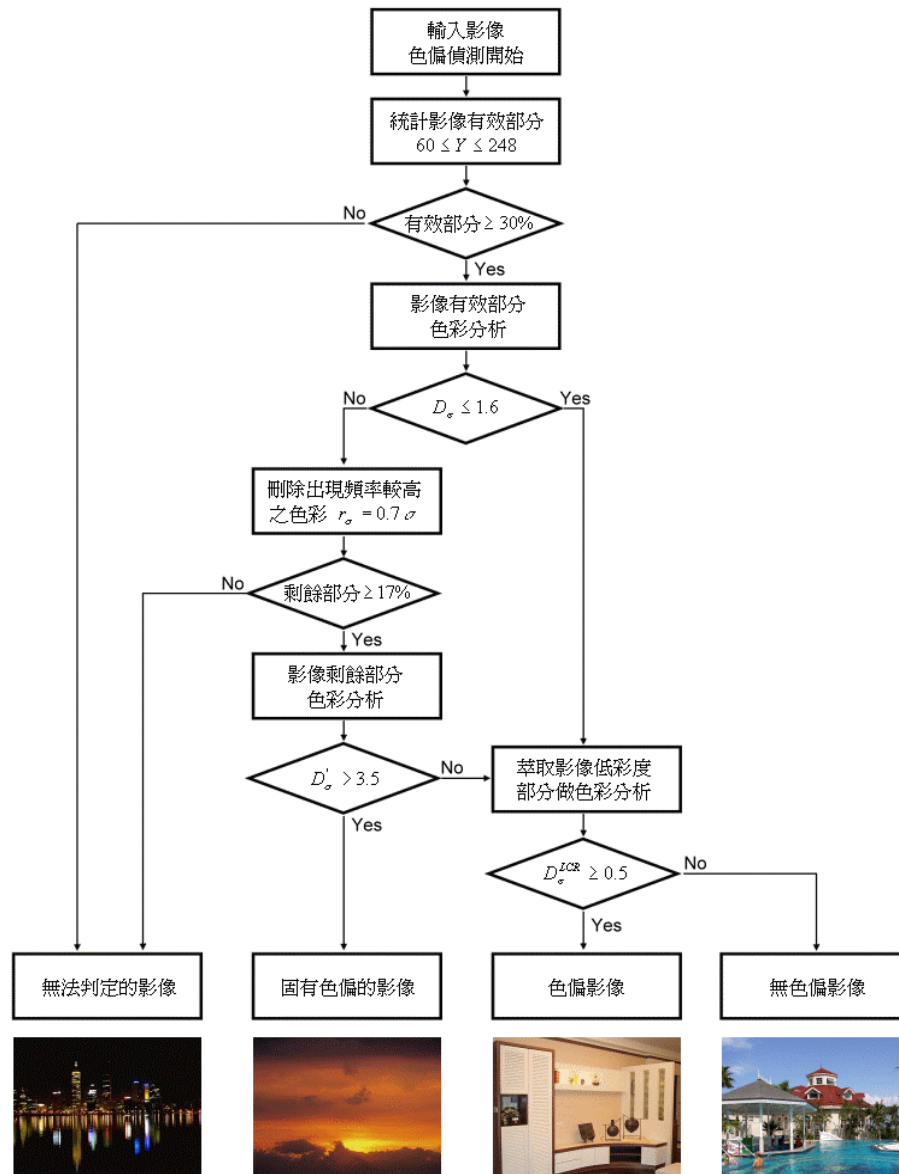 輸入影像
色偏偵測開始
統計影像有效部分
60 ≤ Y ≤ 248
No
有效部分 ≥ 30%
Yes
影像有效部分
色彩分析
No
Yes
D_σ ≤ 1.6
刪除出現頻率較高
之色彩 r_σ = 0.7 σ
No
剩餘部分 ≥ 17%
Yes
影像剩餘部分
色彩分析
D'_σ > 3.5
No
萃取影像低彩度
部分做色彩分析
Yes
D_σ^LCR ≥ 0.5
No
Yes
無法判定的影像
固有色偏的影像
色偏影像
無色偏影像